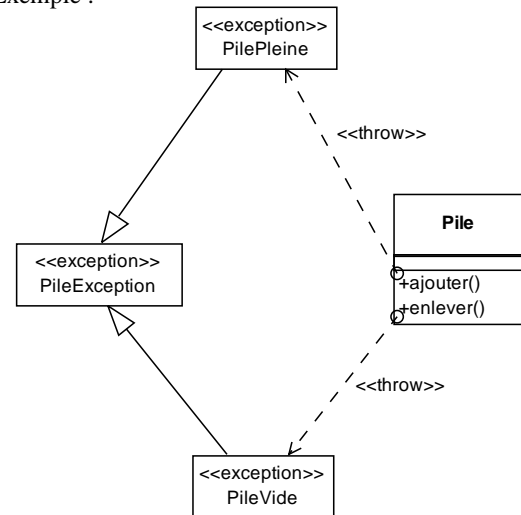 Exemple :
<<exception>>
PilePleine
<<throw>>
Pile
<<exception>>
PileException
+ajouter()
+enlever()
<<throw>>
<<exception>>
PileVide